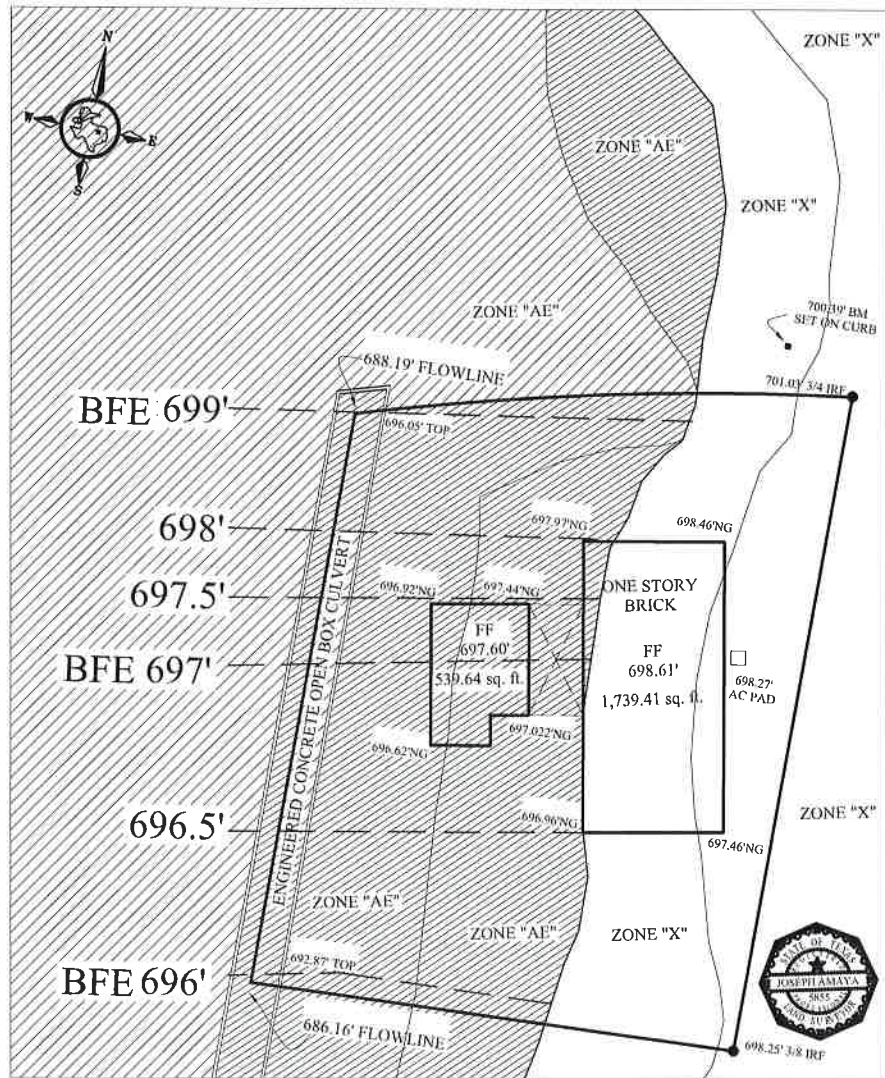 N
W
E
S
ZONE "X"
ZONE "AE"
ZONE "X"
ZONE "AE"
700.19' BM
SET ON CURB
688.19' FLOWLINE
701.03' 3/4 IRF
BFE 699'
696.05' TOP
698'
697.97'NG
698.46'NG
697.5'
696.92'NG
697.44'NG
ONE STORY
BRICK
FF
697.60'
539.64 sq. ft.
FF
698.61'
1,739.41 sq. ft.
BFE 697'
698.27'
AC PAD
ENGINEERED CONCRETE OPEN BOX CULVERT
697.022'NG
696.62'NG
696.5'
696.96'NG
697.46'NG
ZONE "X"
ZONE "AE"
ZONE "AE"
ZONE "X"
BFE 696'
692.87' TOP
686.16' FLOWLINE
698.25' 3/8 IRF
STATE OF TEXAS
JOSEPH AMAYA
5855
LAND SURVEYOR